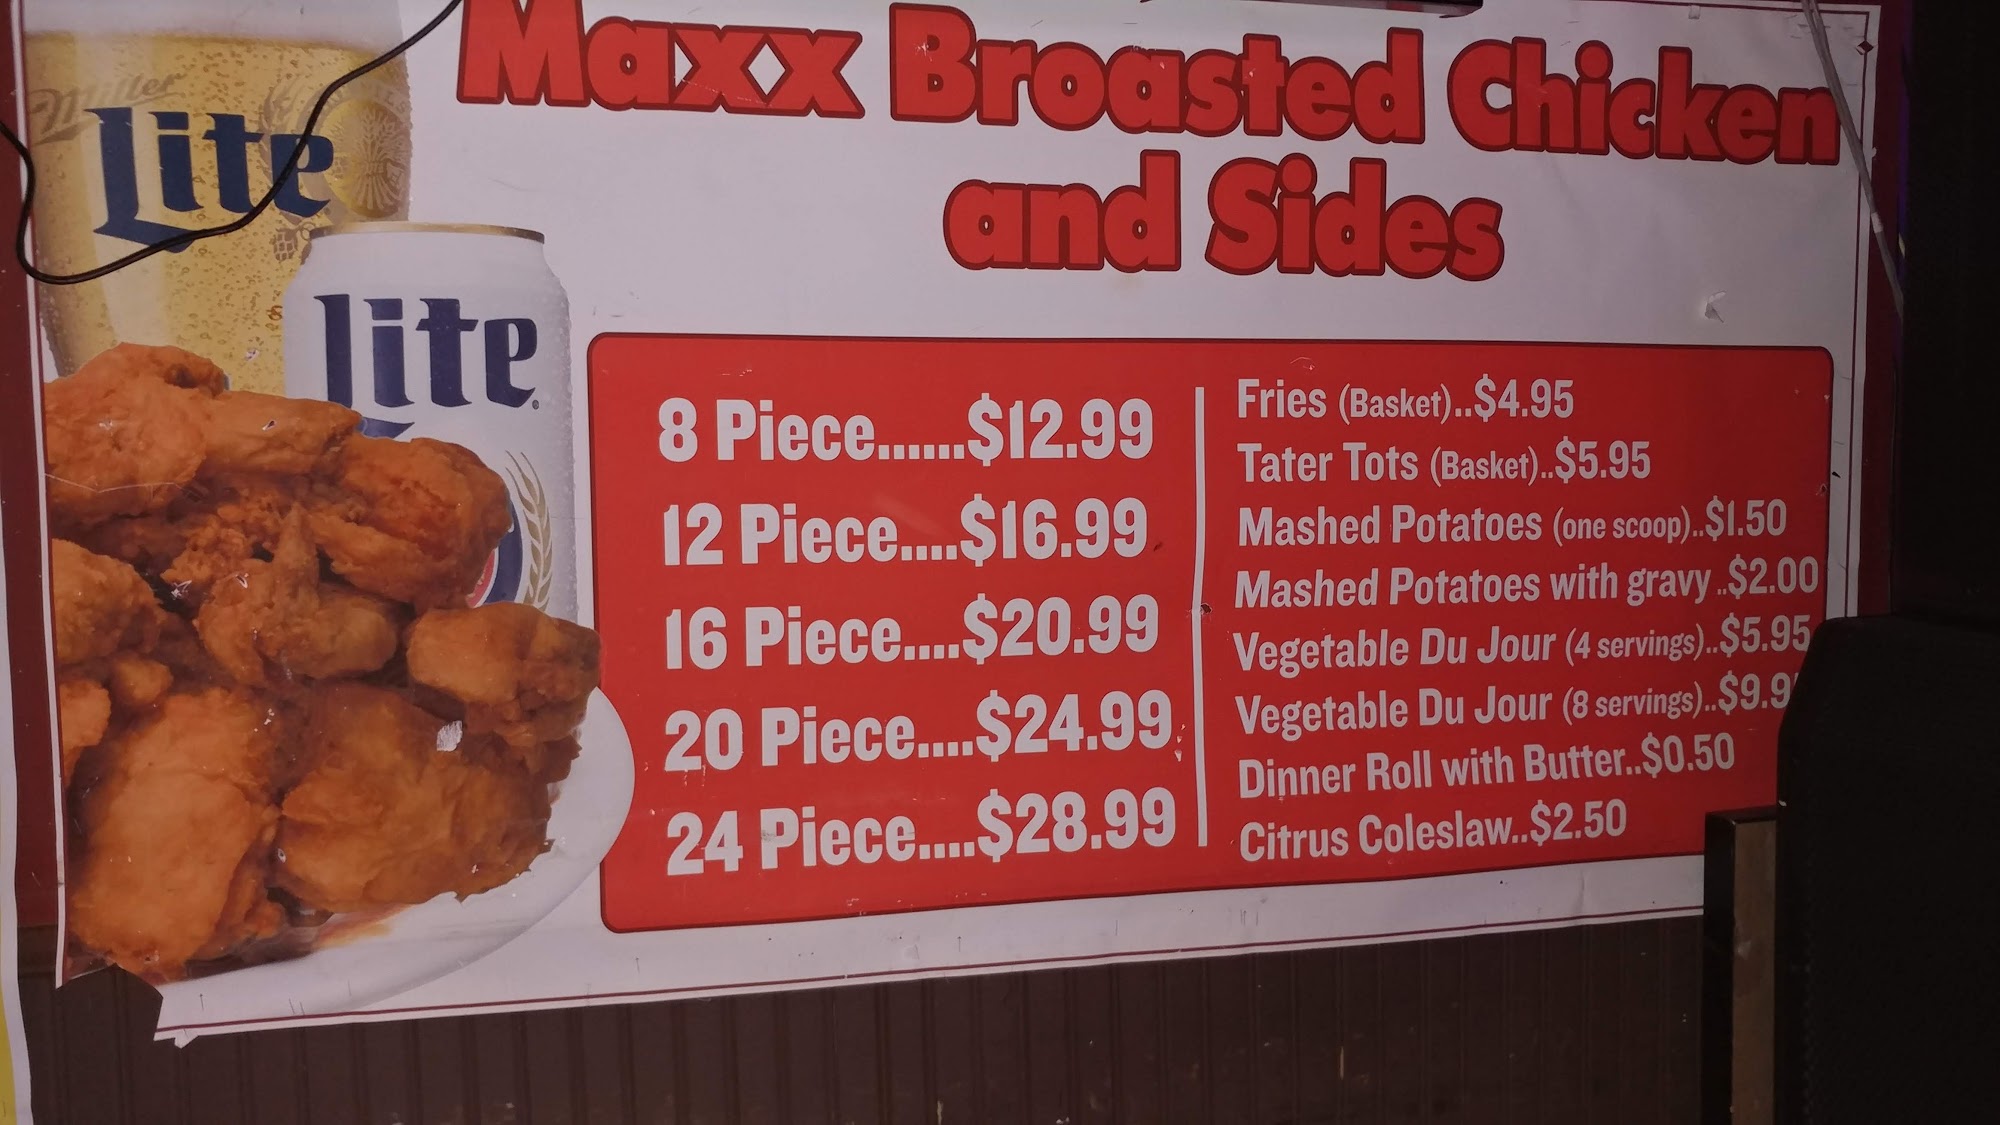 Maxx Broasted Chicken
and Sides
Miller
Lite
Lite
8 Piece......$12.99
12 Piece....$16.99
16 Piece....$20.99
20 Piece....$24.99
24 Piece....$28.99
Fries (Basket)..$4.95
Tater Tots (Basket)..$5.95
Mashed Potatoes (one scoop)..$1.50
Mashed Potatoes with gravy ..$2.00
Vegetable Du Jour (4 servings)..$5.95
Vegetable Du Jour (8 servings)..$9.9
Dinner Roll with Butter..$0.50
Citrus Coleslaw..$2.50